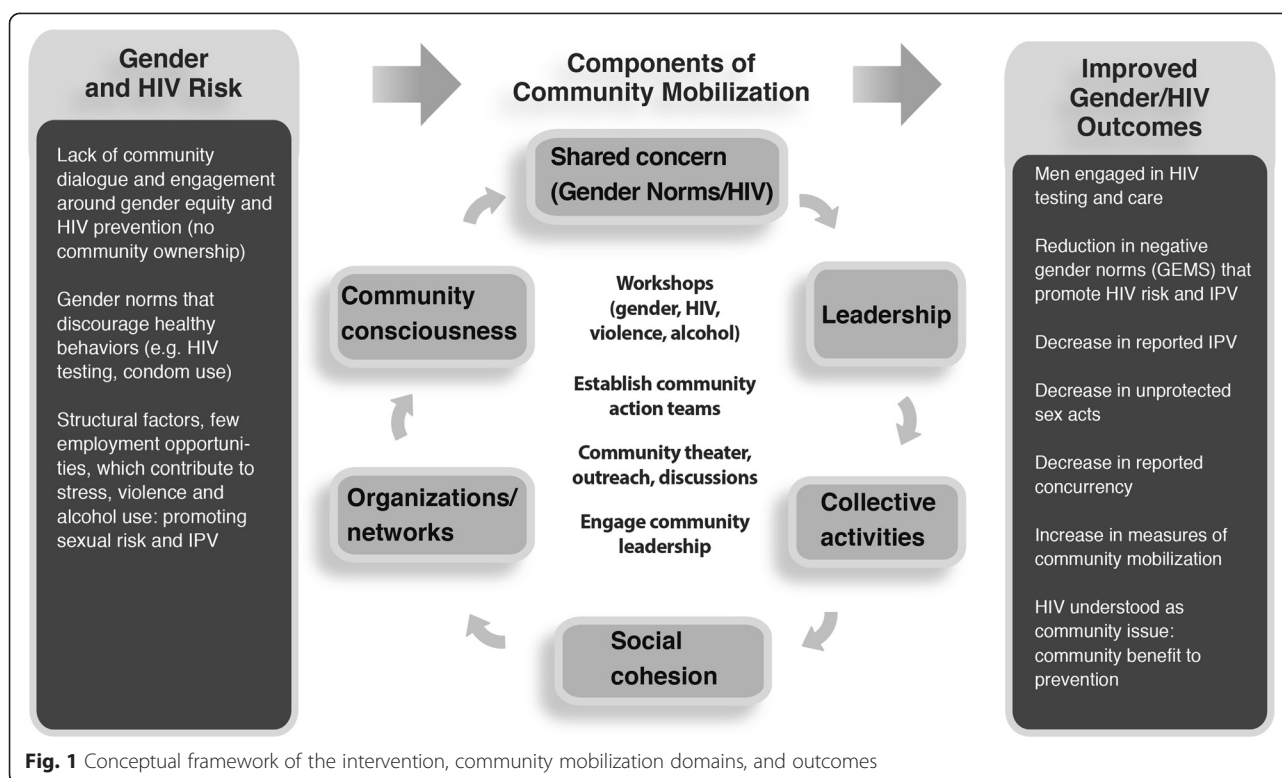 Gender
and HIV Risk
Lack of community
dialogue and engagement
around gender equity and
HIV prevention (no
community ownership)
Gender norms that
discourage healthy
behaviors (e.g. HIV
testing, condom use)
Structural factors, few
employment opportuni-
ties, which contribute to
stress, violence and
alcohol use: promoting
sexual risk and IPV
Components of
Community Mobilization
Shared concern
(Gender Norms/HIV)
Leadership
Collective
activities
Social
cohesion
Organizations/
networks
Community
consciousness
Workshops
(gender, HIV,
violence, alcohol)
Establish community
action teams
Community theater,
outreach, discussions
Engage community
leadership
Improved
Gender/HIV
Outcomes
Men engaged in HIV
testing and care
Reduction in negative
gender norms (GEMS) that
promote HIV risk and IPV
Decrease in reported IPV
Decrease in unprotected
sex acts
Decrease in reported
concurrency
Increase in measures of
community mobilization
HIV understood as
community issue:
community benefit to
prevention
Fig. 1 Conceptual framework of the intervention, community mobilization domains, and outcomes